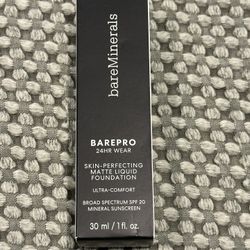 bareMinerals
BAREPRO
24HR WEAR
SKIN-PERFECTING
MATTE LIQUID
FOUNDATION
ULTRA-COMFORT
BROAD SPECTRUM SPF 20
MINERAL SUNSCREEN
30 ml / 1 fl. oz.